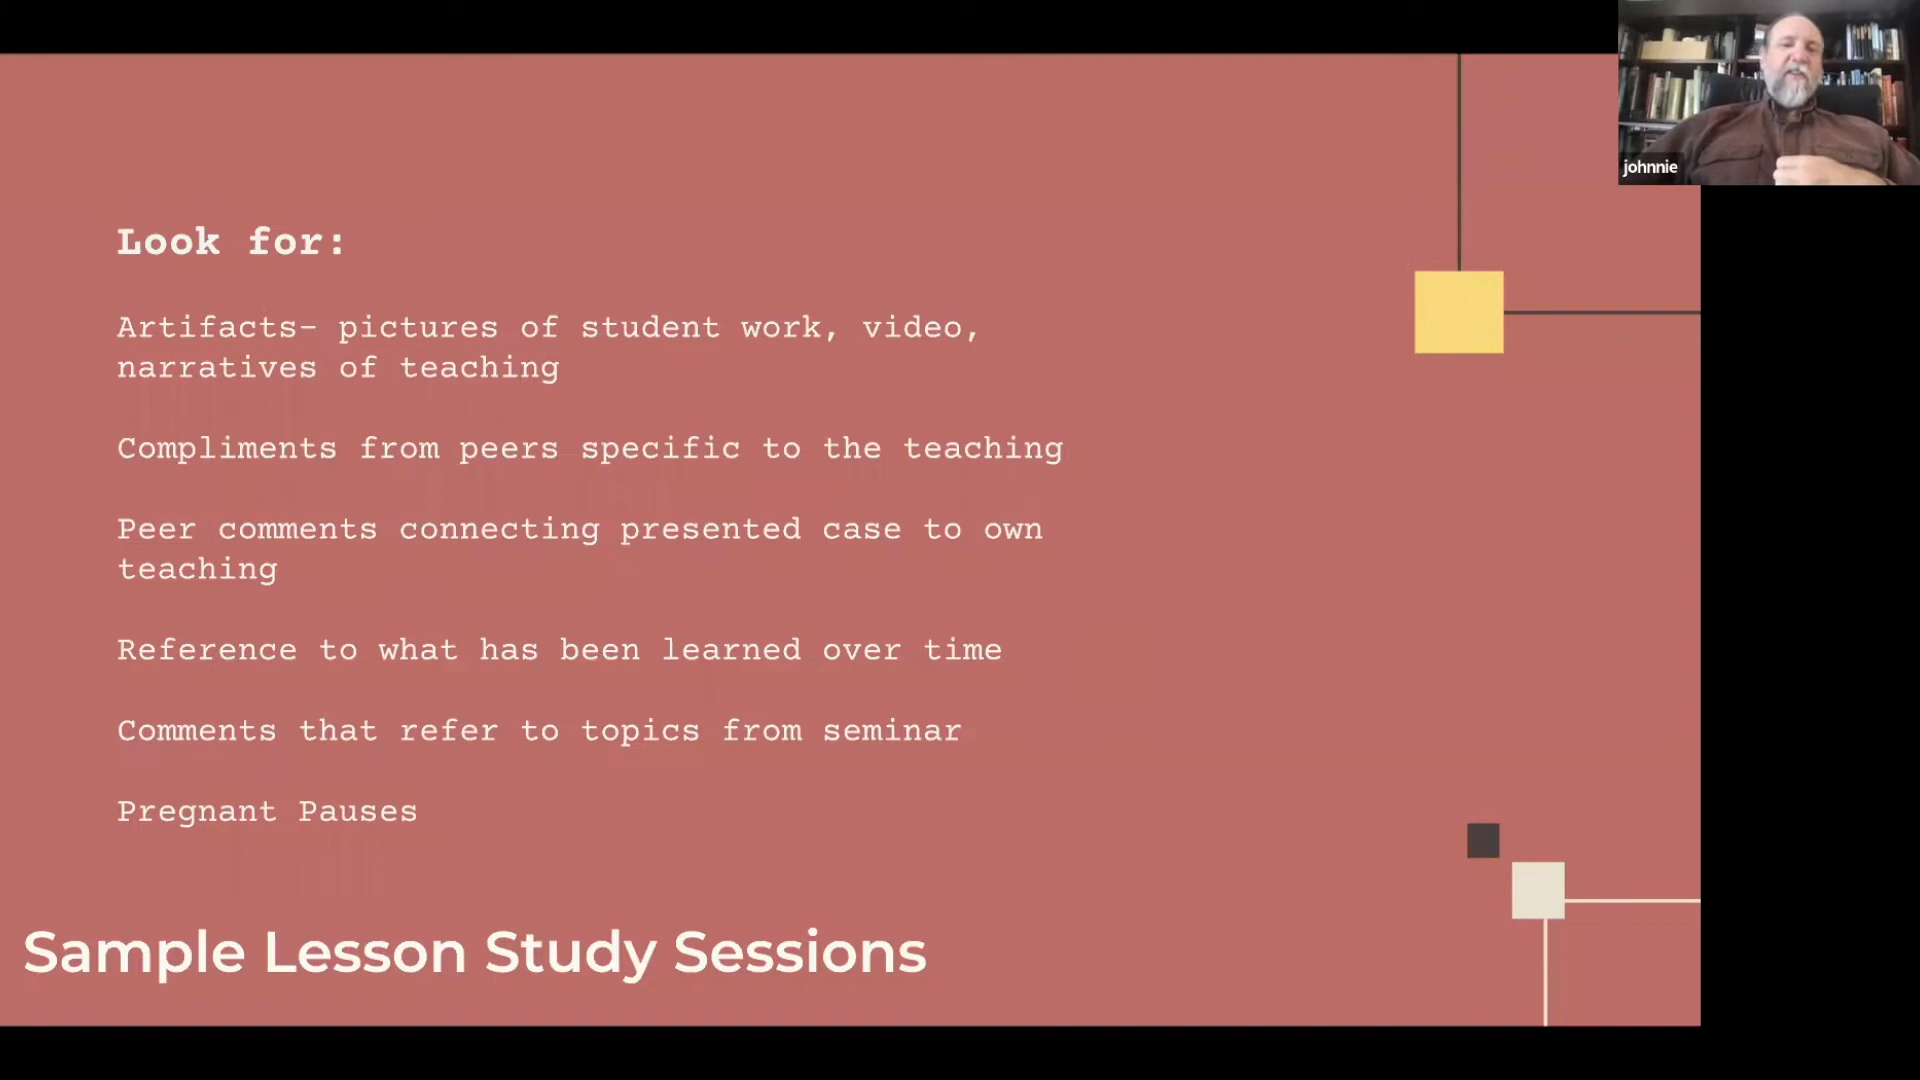 johnnie
Look for:
Artifacts- pictures of student work, video,
narratives of teaching
Compliments from peers specific to the teaching
Peer comments connecting presented case to own
teaching
Reference to what has been learned over time
Comments that refer to topics from seminar
Pregnant Pauses
Sample Lesson Study Sessions